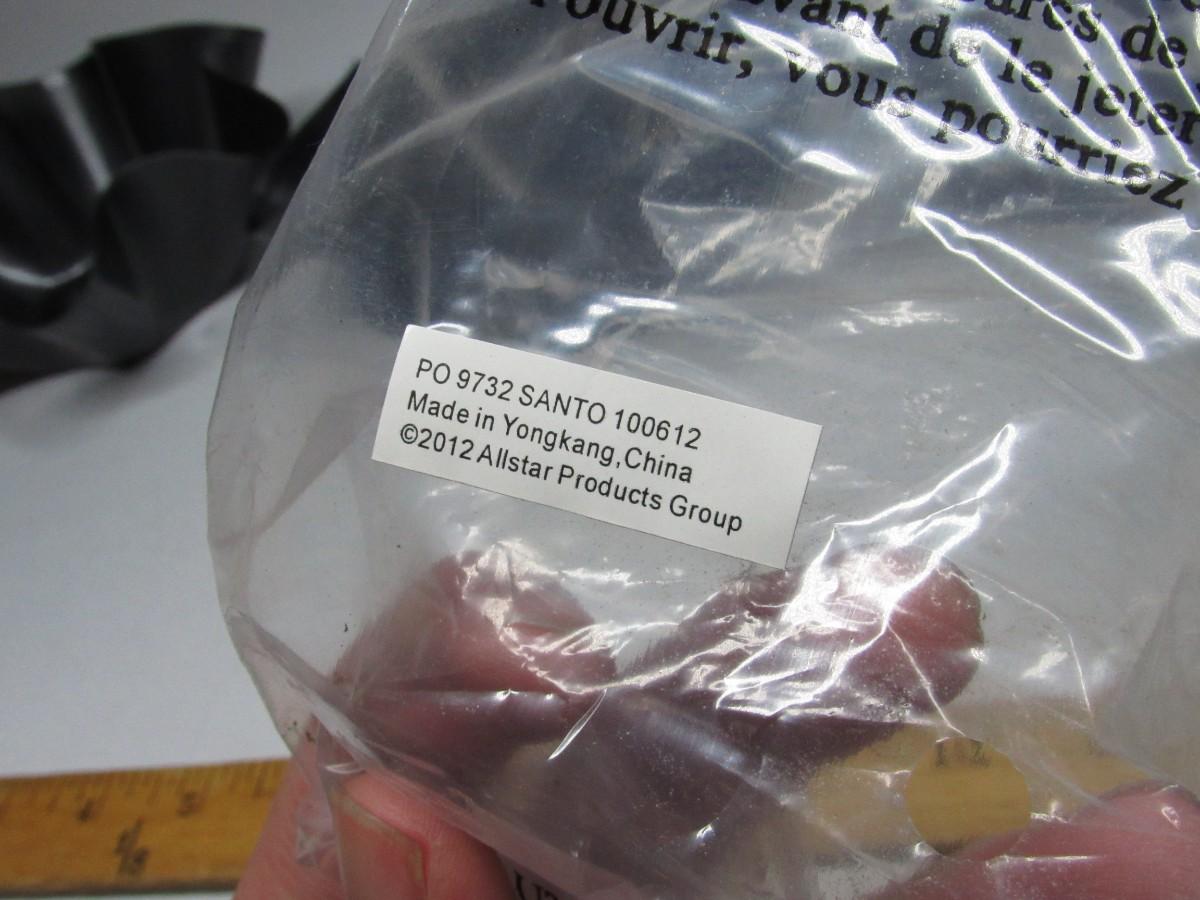 de
avant de le jeter
l'ouvrir, vous pourriez
PO 9732 SANTO 100612
Made in Yongkang,China
©2012 Allstar Products Group